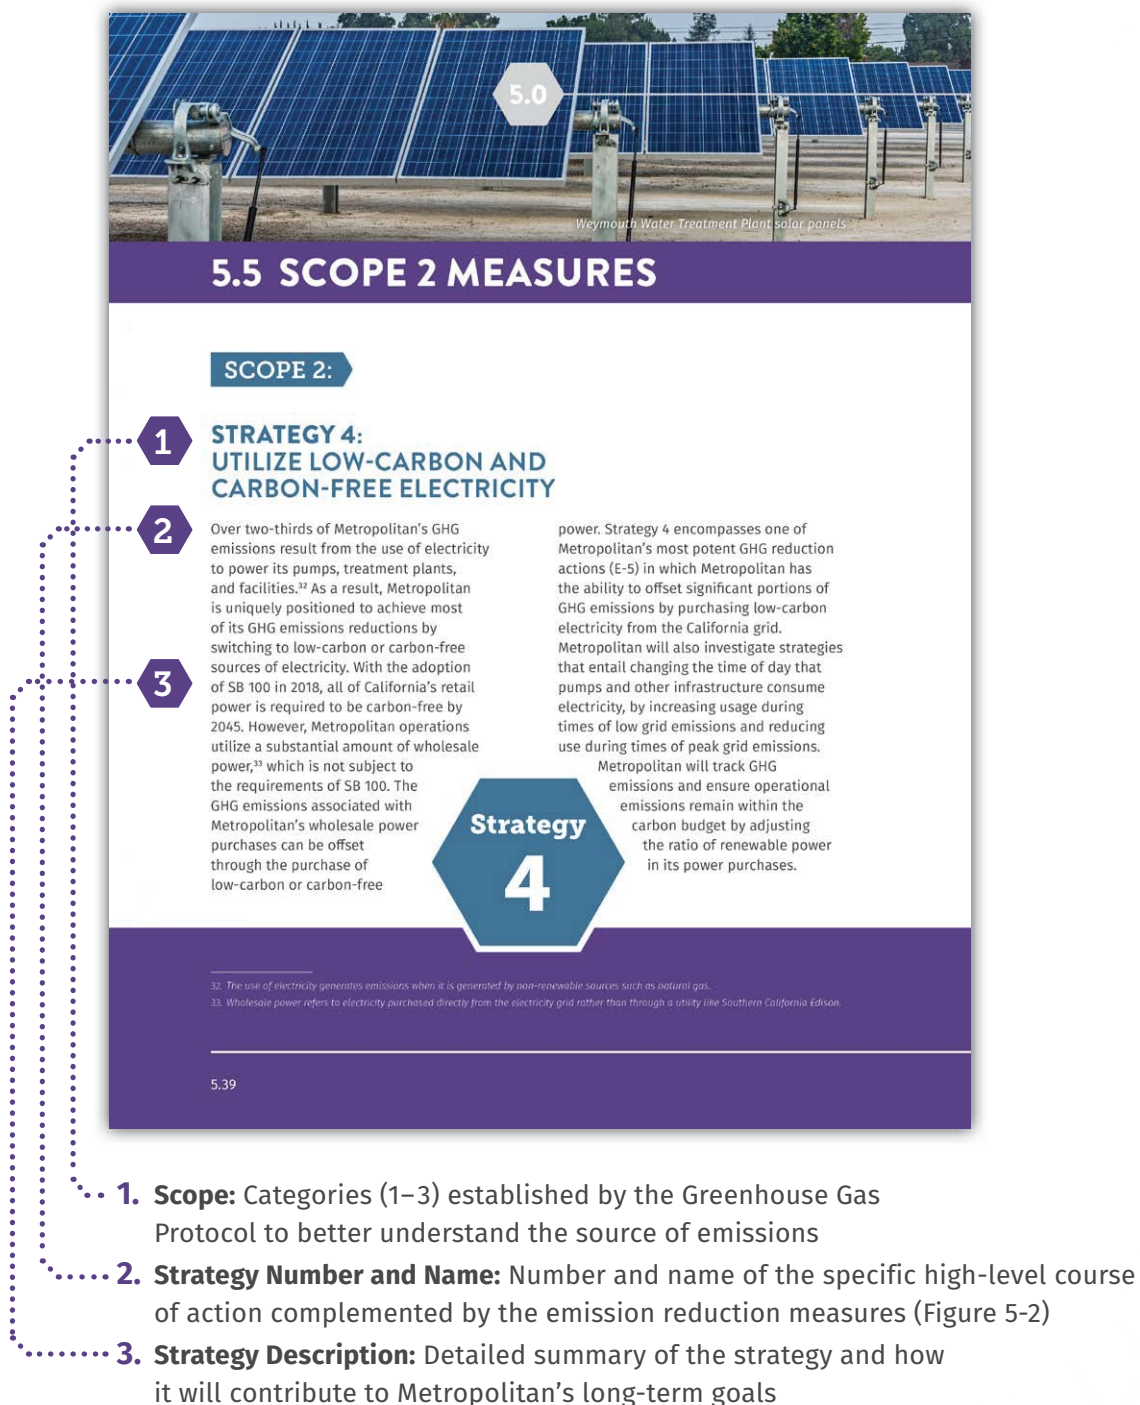 5.0
Weymouth Water Treatment Plant solar panels
5.5 SCOPE 2 MEASURES
SCOPE 2:
1
STRATEGY 4:
UTILIZE LOW-CARBON AND
CARBON-FREE ELECTRICITY
2
Over two-thirds of Metropolitan's GHG
emissions result from the use of electricity
to power its pumps, treatment plants,
and facilities.³² As a result, Metropolitan
is uniquely positioned to achieve most
of its GHG emissions reductions by
switching to low-carbon or carbon-free
3
sources of electricity. With the adoption
of SB 100 in 2018, all of California's retail
power is required to be carbon-free by
2045. However, Metropolitan operations
utilize a substantial amount of wholesale
power,³³ which is not subject to
the requirements of SB 100. The
GHG emissions associated with
Metropolitan's wholesale power
purchases can be offset
through the purchase of
low-carbon or carbon-free
power. Strategy 4 encompasses one of
Metropolitan's most potent GHG reduction
actions (E-5) in which Metropolitan has
the ability to offset significant portions of
GHG emissions by purchasing low-carbon
electricity from the California grid.
Metropolitan will also investigate strategies
that entail changing the time of day that
pumps and other infrastructure consume
electricity, by increasing usage during
times of low grid emissions and reducing
use during times of peak grid emissions.
Metropolitan will track GHG
emissions and ensure operational
emissions remain within the
carbon budget by adjusting
the ratio of renewable power
in its power purchases.
Strategy
4
32. The use of electricity generates emissions when it is generated by non-renewable sources such as natural gas.
33. Wholesale power refers to electricity purchased directly from the electricity grid rather than through a utility like Southern California Edison.
5.39
1. Scope: Categories (1–3) established by the Greenhouse Gas
Protocol to better understand the source of emissions
2. Strategy Number and Name: Number and name of the specific high-level course
of action complemented by the emission reduction measures (Figure 5-2)
3. Strategy Description: Detailed summary of the strategy and how
it will contribute to Metropolitan's long-term goals